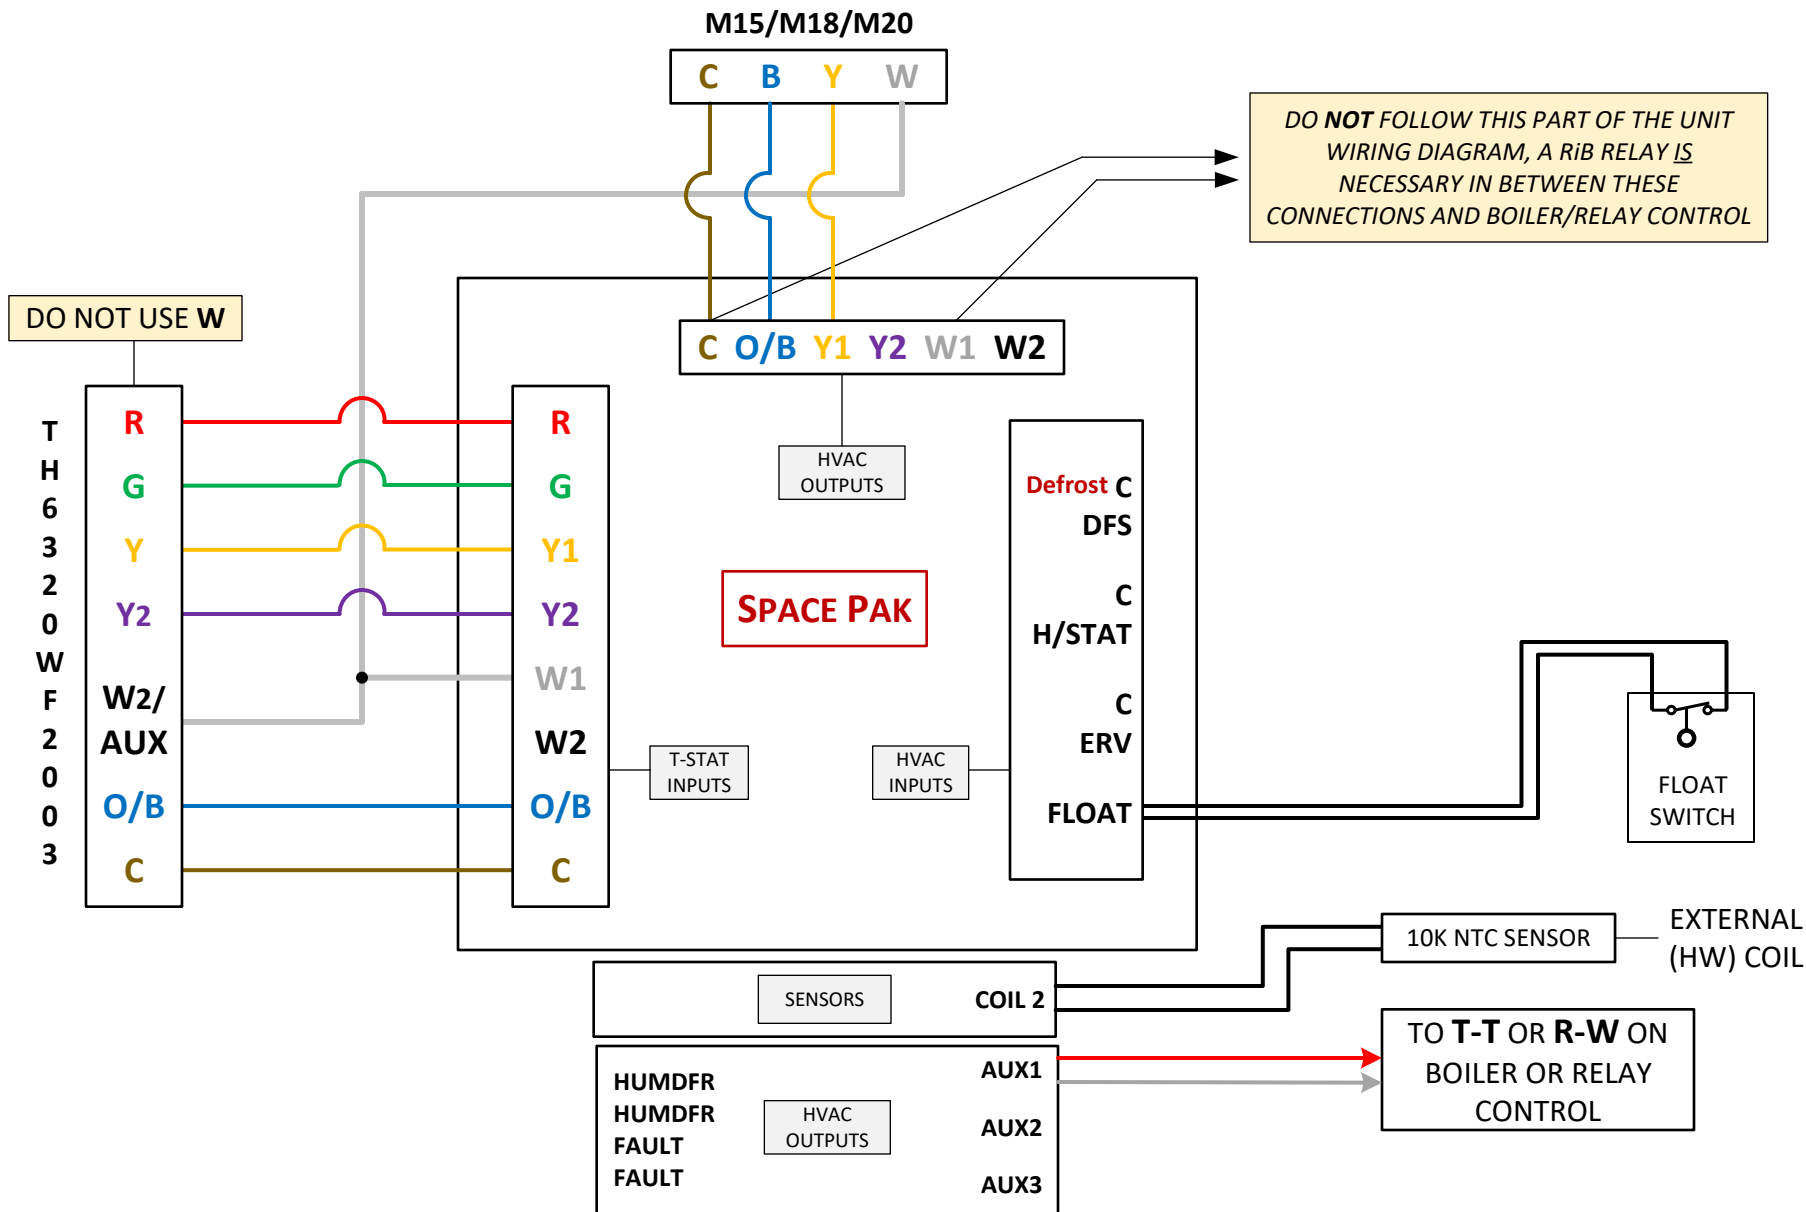 M15/M18/M20
C B Y W
DO NOT FOLLOW THIS PART OF THE UNIT
WIRING DIAGRAM, A RiB RELAY IS
NECESSARY IN BETWEEN THESE
CONNECTIONS AND BOILER/RELAY CONTROL
DO NOT USE W
C O/B Y1 Y2 W1 W2
HVAC
OUTPUTS
T
H
6
3
2
0
W
F
2
0
0
3
R
G
Y
Y2
W2/
AUX
O/B
C
R
G
Y1
Y2
W1
W2
O/B
C
T-STAT
INPUTS
SPACE PAK
HVAC
INPUTS
Defrost C
DFS
C
H/STAT
C
ERV
FLOAT
FLOAT
SWITCH
SENSORS
COIL 2
10K NTC SENSOR
EXTERNAL
(HW) COIL
HUMDFR
HUMDFR
FAULT
FAULT
HVAC
OUTPUTS
AUX1
AUX2
AUX3
TO T-T OR R-W ON
BOILER OR RELAY
CONTROL